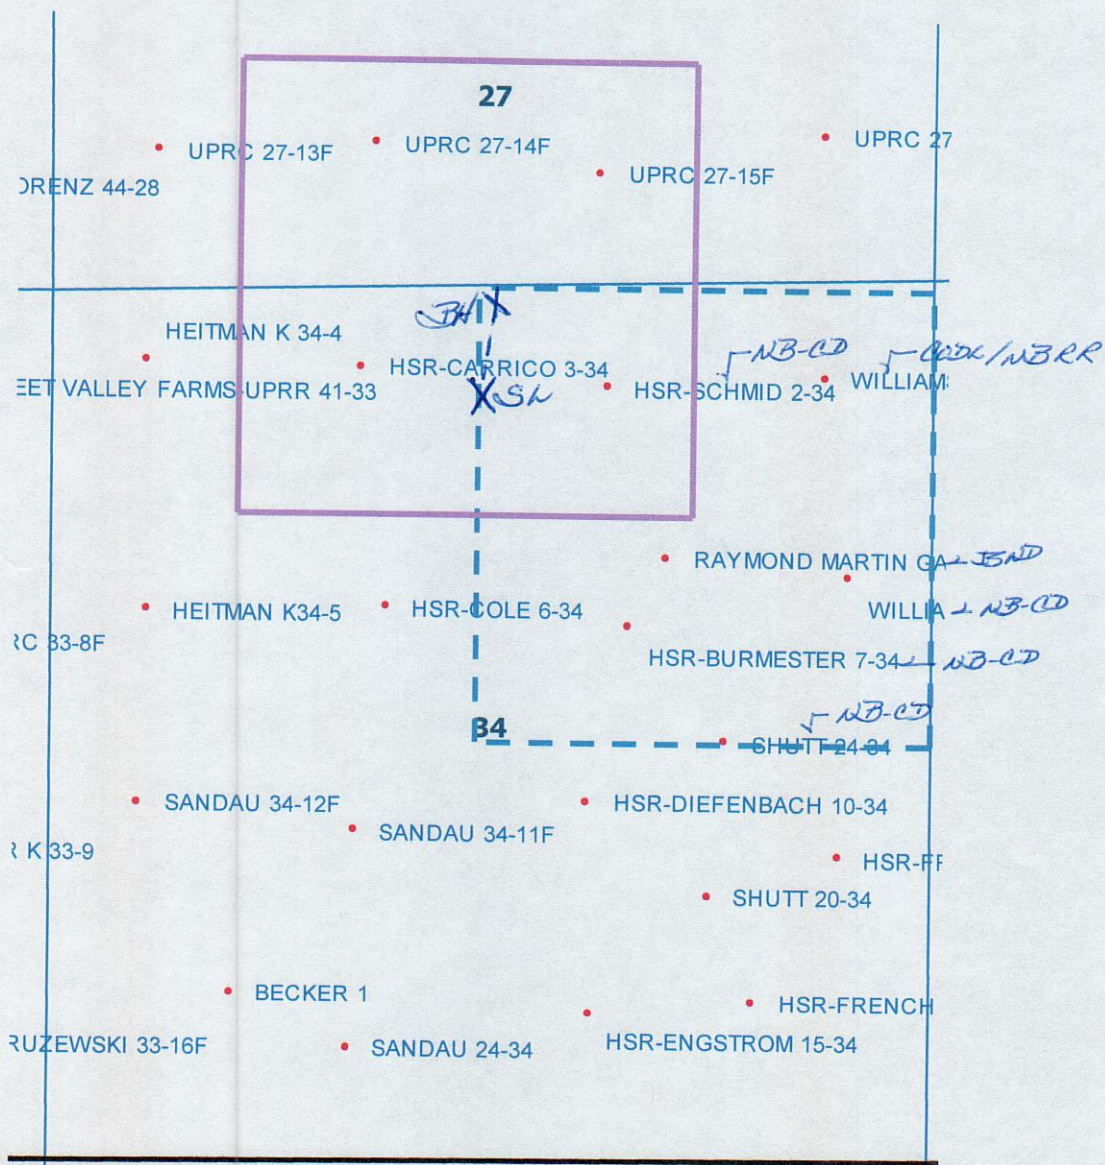 27
UPRC 27-13F
UPRC 27-14F
UPRC 27
UPRC 27-15F
ORENZ 44-28
BH X
HEITMAN K 34-4
HSR-CARRICO 3-34
NB-CD
CODL/NBRR
EET VALLEY FARMS-UPRR 41-33
X SL
HSR-SCHMID 2-34
WILLIAMS
RAYMOND MARTIN GA
WILLIA NB-CD
HEITMAN K34-5
HSR-COLE 6-34
RC 33-8F
HSR-BURMESTER 7-34 NB-CD
NB-CD
34
SHUTT 24-34
SANDAU 34-12F
HSR-DIEFENBACH 10-34
SANDAU 34-11F
R K 33-9
HSR-FF
SHUTT 20-34
BECKER 1
HSR-FRENCH
RUZEWSKI 33-16F
SANDAU 24-34
HSR-ENGSTROM 15-34